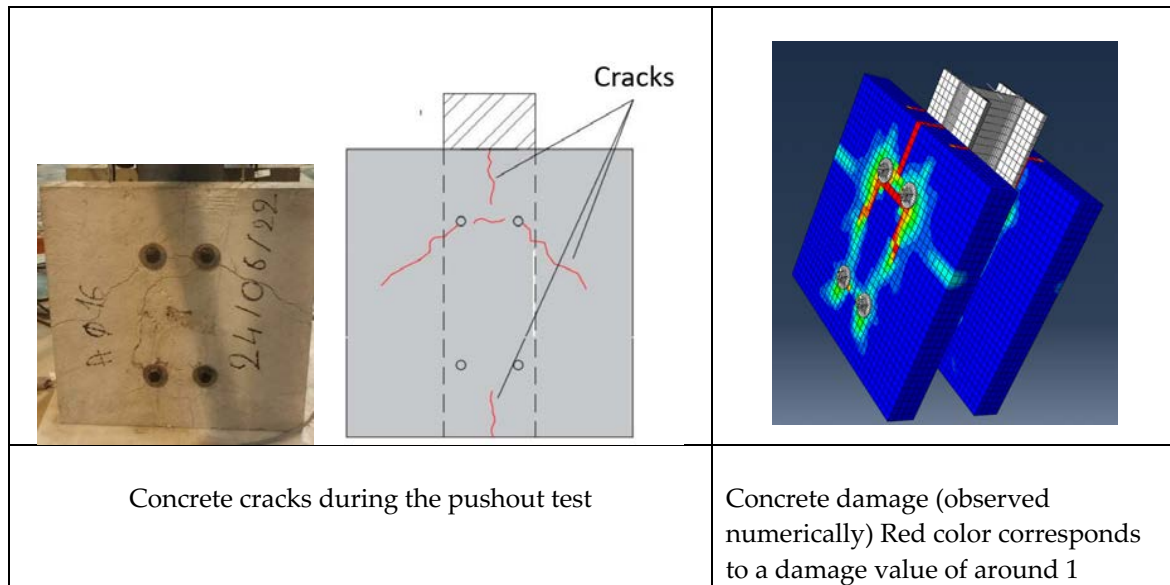 Cracks
A Φ16
24/06/22
Concrete cracks during the pushout test
Concrete damage (observed
numerically) Red color corresponds
to a damage value of around 1